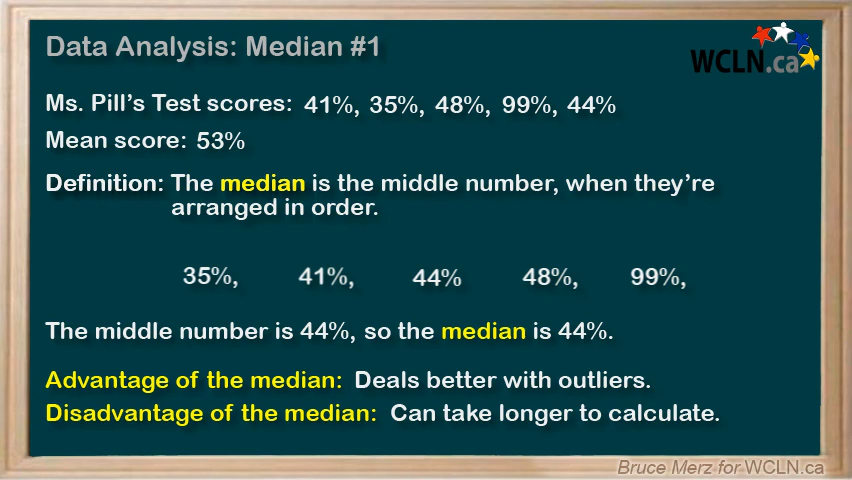 Data Analysis: Median #1
WCLN.ca
Ms. Pill's Test scores: 41%, 35%, 48%, 99%, 44%
Mean score: 53%
Definition: The median is the middle number, when they're
arranged in order.
35%, 41%, 44% 48%, 99%,
The middle number is 44%, so the median is 44%.
Advantage of the median: Deals better with outliers.
Disadvantage of the median: Can take longer to calculate.
Bruce Merz for WCLN.ca